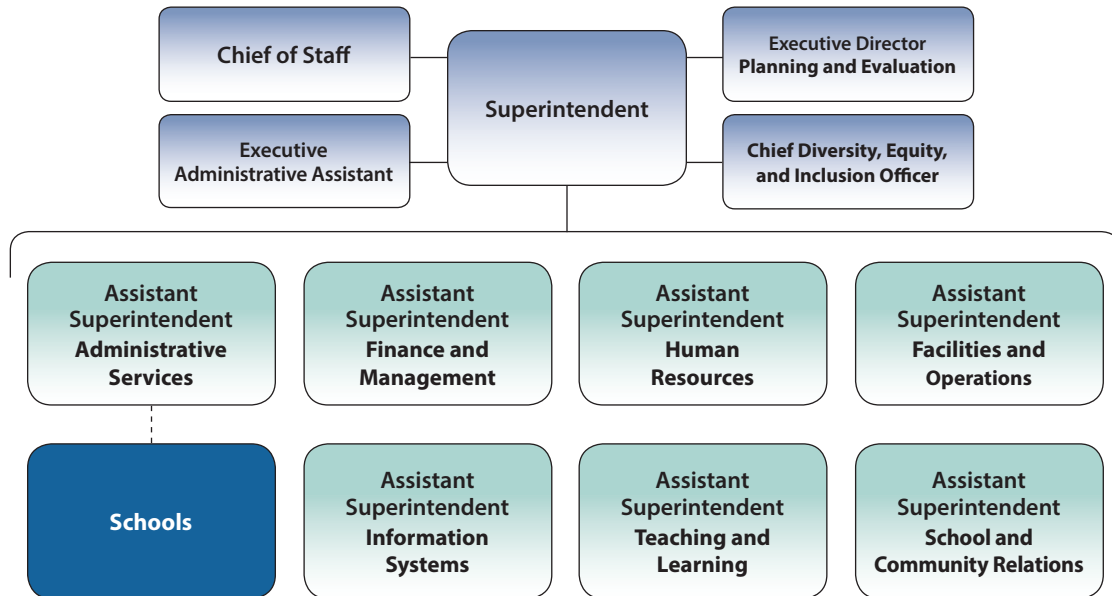 Chief of Staff
Superintendent
Executive Director
Planning and Evaluation
Executive
Administrative Assistant
Chief Diversity, Equity,
and Inclusion Officer
Assistant
Superintendent
Administrative
Services
Assistant
Superintendent
Finance and
Management
Assistant
Superintendent
Human
Resources
Assistant
Superintendent
Facilities and
Operations
Schools
Assistant
Superintendent
Information
Systems
Assistant
Superintendent
Teaching and
Learning
Assistant
Superintendent
School and
Community Relations